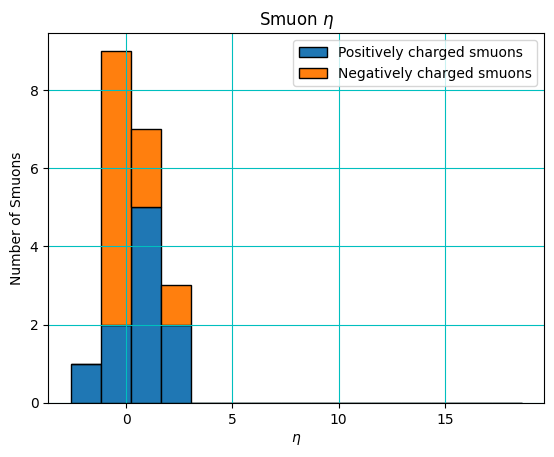 Smuon η
Positively charged smuons
Negatively charged smuons
Number of Smuons
8
6
4
2
0
0 5 10 15
η